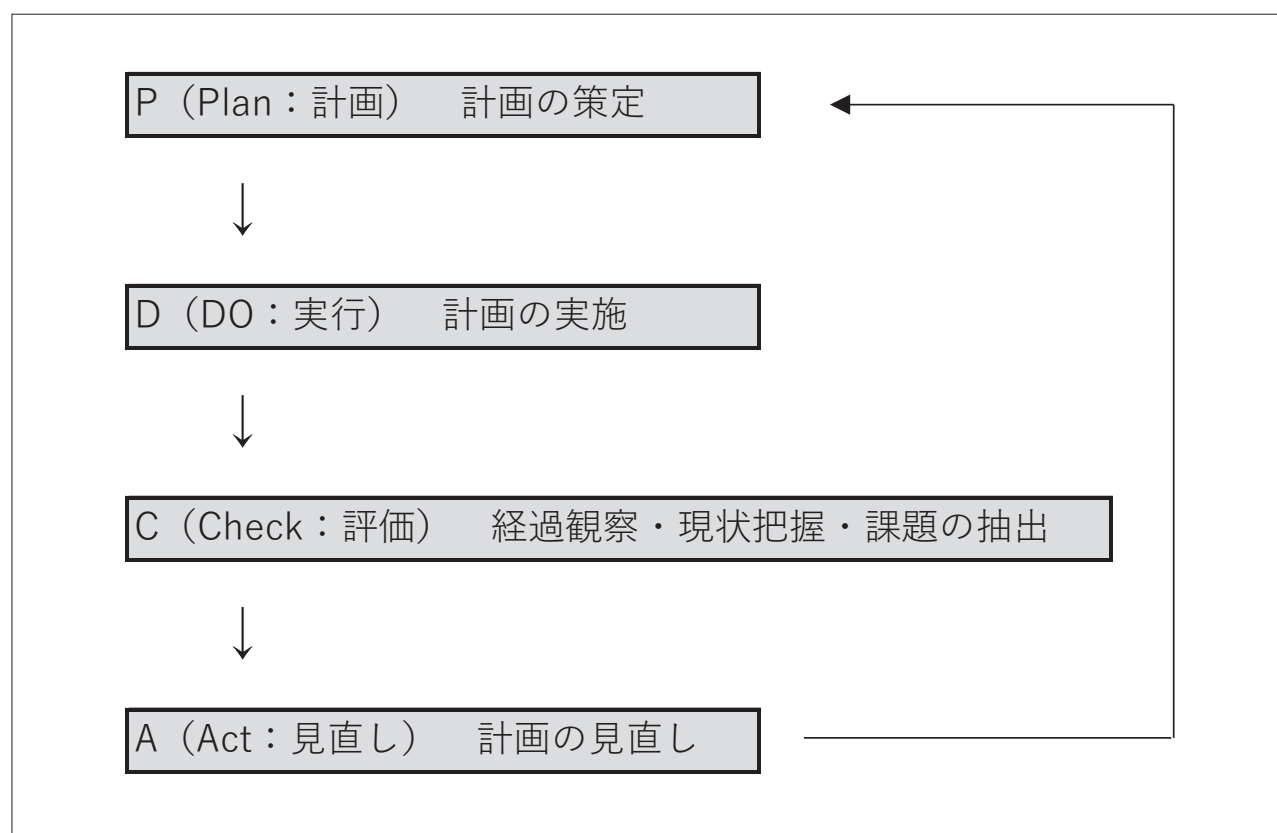 P（Plan：計画）　計画の策定
↓
D（DO：実行）　計画の実施
↓
C（Check：評価）　経過観察・現状把握・課題の抽出
↓
A（Act：見直し）　計画の見直し